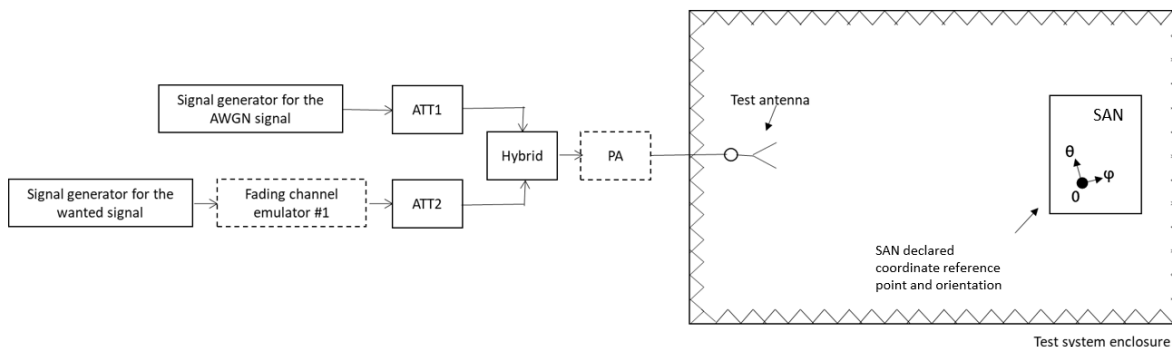 Signal generator for the
AWGN signal
ATT1
Hybrid
PA
Test antenna
SAN
θ
φ
0
Signal generator for the
wanted signal
Fading channel
emulator #1
ATT2
SAN declared
coordinate reference
point and orientation
Test system enclosure